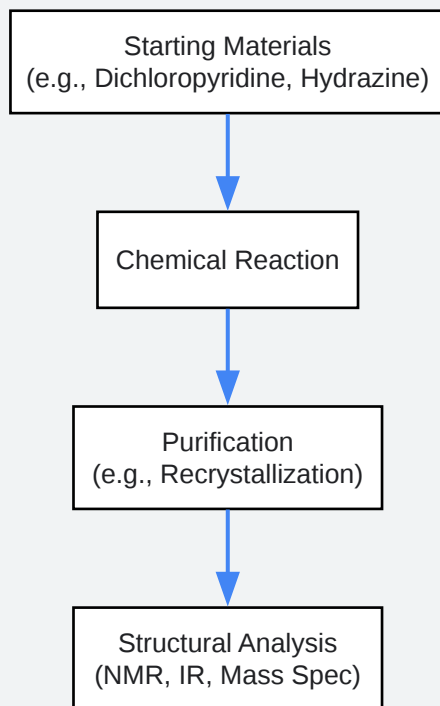 Starting Materials
(e.g., Dichloropyridine, Hydrazine)
Chemical Reaction
Purification
(e.g., Recrystallization)
Structural Analysis
(NMR, IR, Mass Spec)